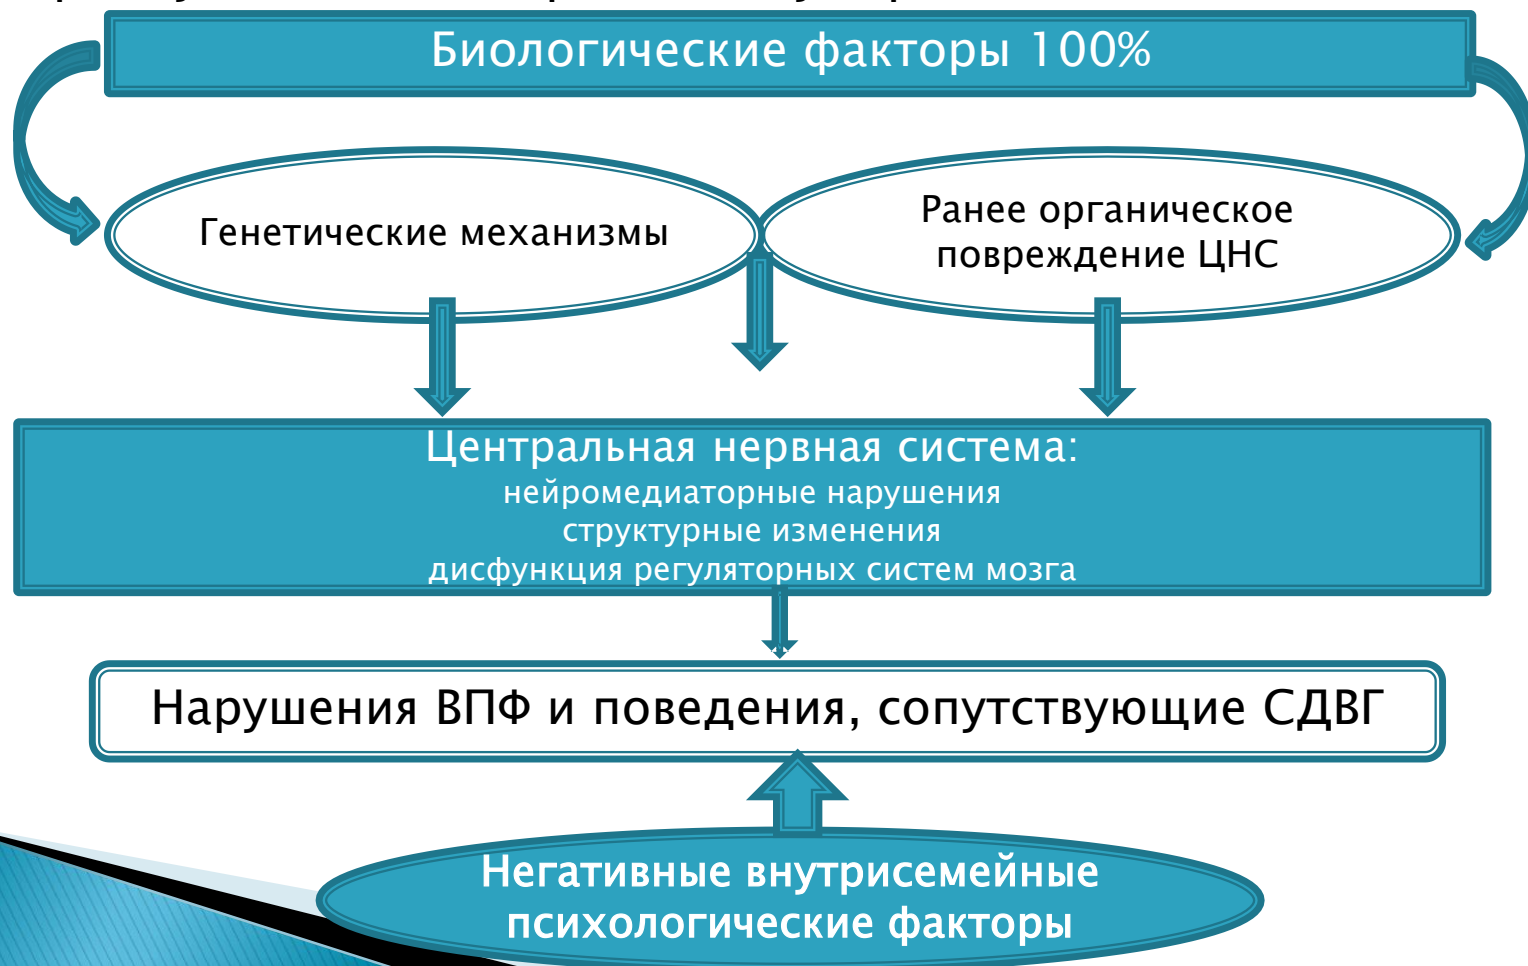 Биологические факторы 100%
Генетические механизмы
Ранее органическое
повреждение ЦНС
Центральная нервная система:
нейромедиаторные нарушения
структурные изменения
дисфункция регуляторных систем мозга
Нарушения ВПФ и поведения, сопутствующие СДВГ
Негативные внутрисемейные
психологические факторы